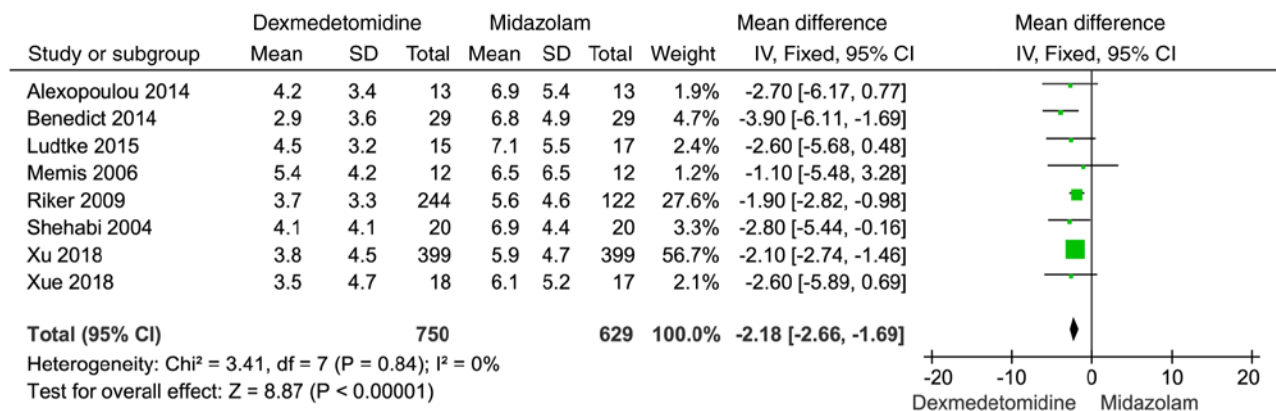 Dexmedetomidine Midazolam Mean difference Mean difference
Study or subgroup Mean SD Total Mean SD Total Weight IV, Fixed, 95% CI IV, Fixed, 95% CI
Alexopoulou 2014 4.2 3.4 13 6.9 5.4 13 1.9% -2.70 [-6.17, 0.77]
Benedict 2014 2.9 3.6 29 6.8 4.9 29 4.7% -3.90 [-6.11, -1.69]
Ludtke 2015 4.5 3.2 15 7.1 5.5 17 2.4% -2.60 [-5.68, 0.48]
Memis 2006 5.4 4.2 12 6.5 6.5 12 1.2% -1.10 [-5.48, 3.28]
Riker 2009 3.7 3.3 244 5.6 4.6 122 27.6% -1.90 [-2.82, -0.98]
Shehabi 2004 4.1 4.1 20 6.9 4.4 20 3.3% -2.80 [-5.44, -0.16]
Xu 2018 3.8 4.5 399 5.9 4.7 399 56.7% -2.10 [-2.74, -1.46]
Xue 2018 3.5 4.7 18 6.1 5.2 17 2.1% -2.60 [-5.89, 0.69]
Total (95% CI) 750 629 100.0% -2.18 [-2.66, -1.69]
Heterogeneity: Chi² = 3.41, df = 7 (P = 0.84); I² = 0%
Test for overall effect: Z = 8.87 (P < 0.00001)
-20 -10 0 10 20
Dexmedetomidine Midazolam